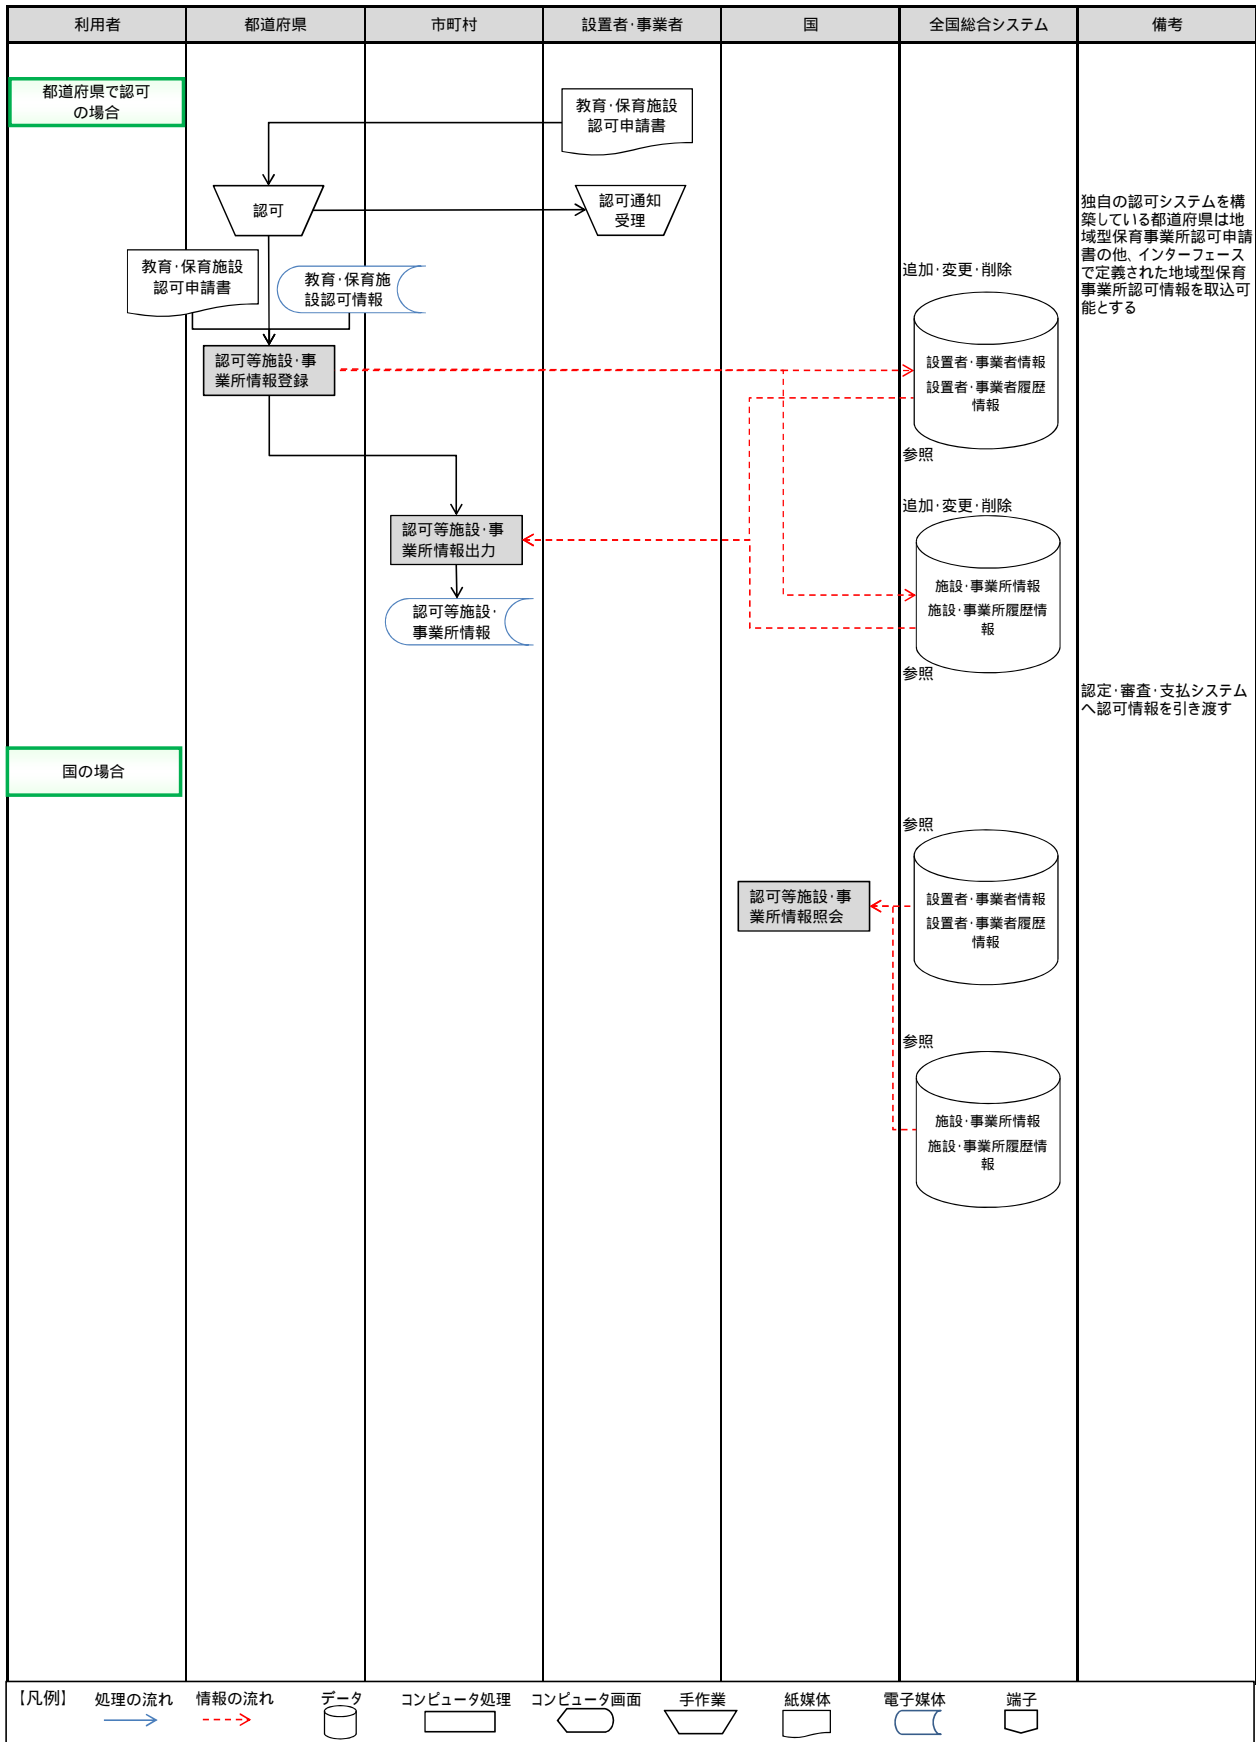 利用者
都道府県
市町村
設置者・事業者
国
全国総合システム
備考
都道府県で認可
の場合
教育・保育施設
認可申請書
認可
認可通知
受理
独自の認可システムを構
築している都道府県は地
域型保育事業所認可申請
書の他、インターフェース
で定義された地域型保育
事業所認可情報を取込可
能とする
教育・保育施設
認可申請書
教育・保育施
設認可情報
追加・変更・削除
認可等施設・事
業所情報登録
設置者・事業者情報
設置者・事業者履歴
情報
参照
追加・変更・削除
認可等施設・事
業所情報出力
施設・事業所情報
施設・事業所履歴情
報
認可等施設・
事業所情報
参照
認定・審査・支払システム
へ認可情報を引き渡す
国の場合
参照
認可等施設・事
業所情報照会
設置者・事業者情報
設置者・事業者履歴
情報
参照
施設・事業所情報
施設・事業所履歴情
報
【凡例】
処理の流れ
情報の流れ
データ
コンピュータ処理
コンピュータ画面
手作業
紙媒体
電子媒体
端子